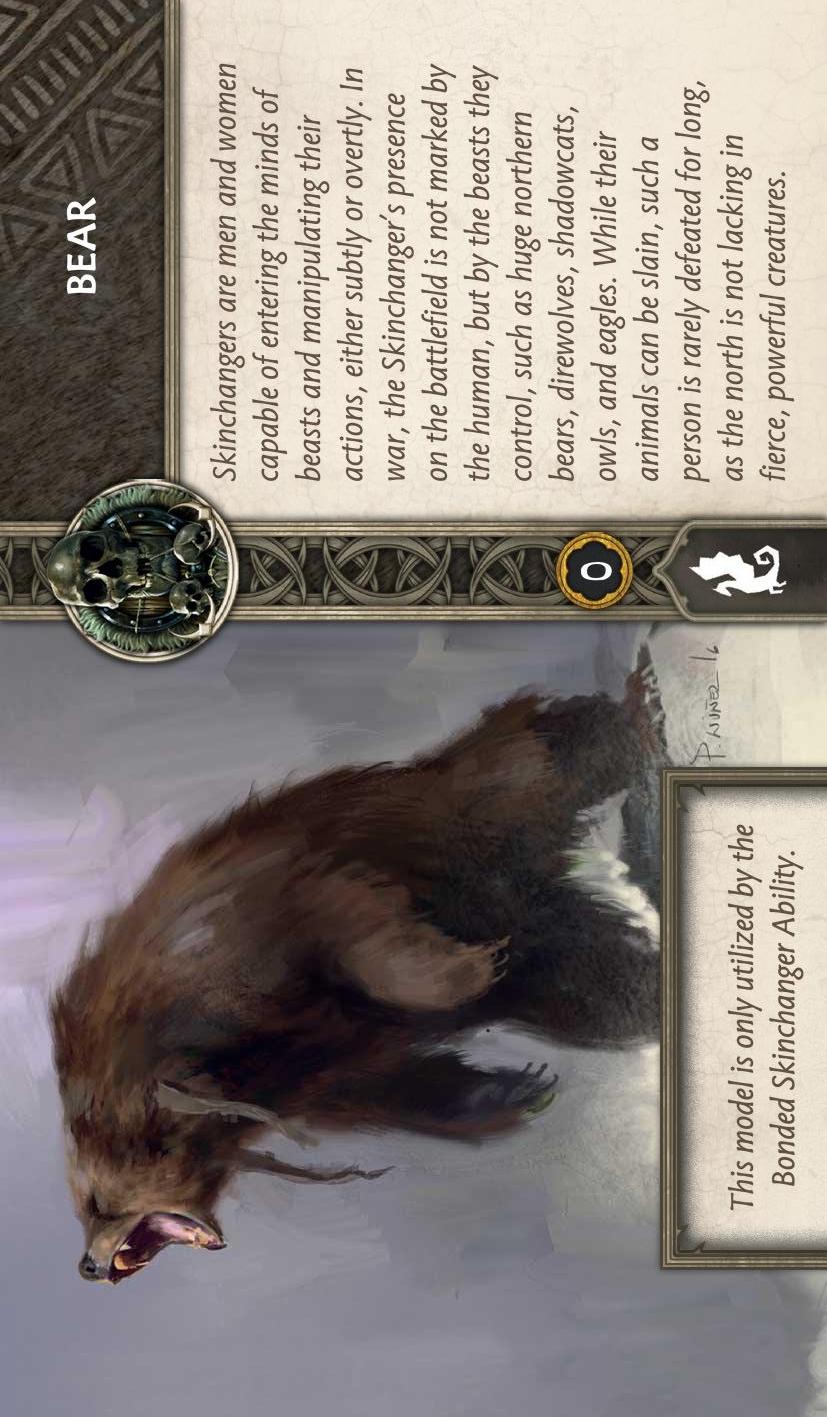 BEAR
Skinchangers are men and women
capable of entering the minds of
beasts and manipulating their
actions, either subtly or overtly. In
war, the Skinchanger's presence
on the battlefield is not marked by
the human, but by the beasts they
control, such as huge northern
bears, direwolves, shadowcats,
owls, and eagles. While their
animals can be slain, such a
person is rarely defeated for long,
as the north is not lacking in
fierce, powerful creatures.
0
P. NUÑEZ_16
This model is only utilized by the
Bonded Skinchanger Ability.